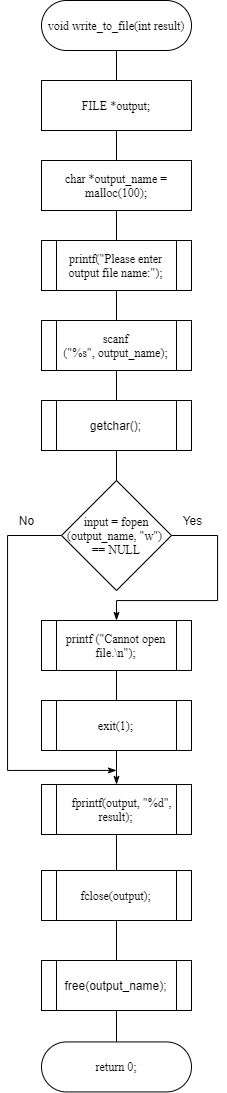 void write_to_file(int result)
FILE *output;
char *output_name =
malloc(100);
printf("Please enter
output file name:");
scanf
("%s", output_name);
getchar();
No
Yes
input = fopen
(output_name, "w")
== NULL
printf ("Cannot open
file.\n");
exit(1);
fprintf(output, "%d",
result);
fclose(output);
free(output_name);
return 0;